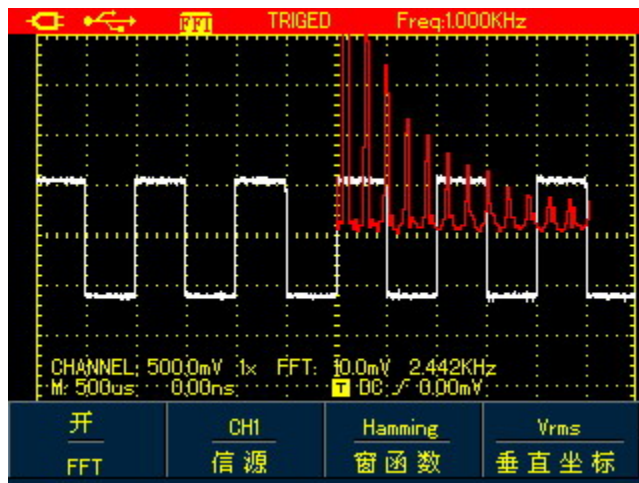 FFT TRIGED Freq:1.000KHz
CHANNEL: 500.0mV 1x FFT: 10.0mV 2.442KHz
M: 500us 0.00ns T DC 0.00mV
开 CH1 Hamming Vrms
FFT 信源 窗函数 垂直坐标